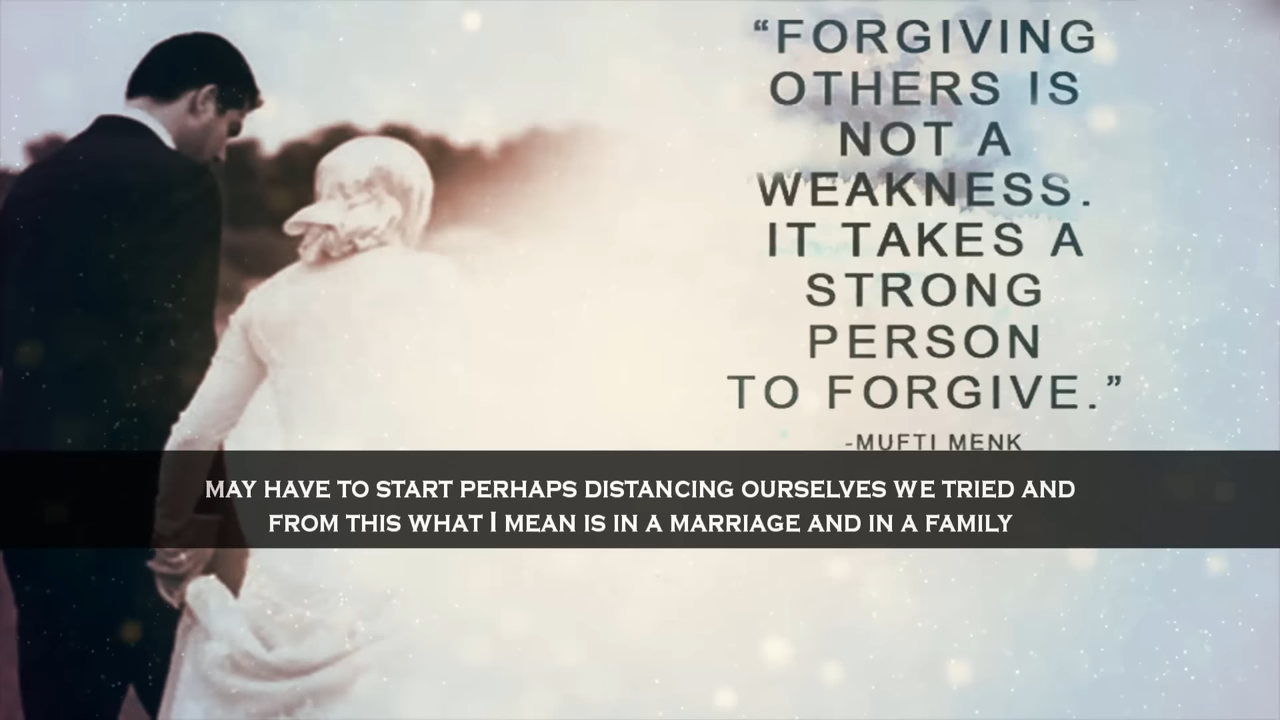 “FORGIVING
OTHERS IS
NOT A
WEAKNESS.
IT TAKES A
STRONG
PERSON
TO FORGIVE.”
-MUFTI MENK
MAY HAVE TO START PERHAPS DISTANCING OURSELVES WE TRIED AND
FROM THIS WHAT I MEAN IS IN A MARRIAGE AND IN A FAMILY